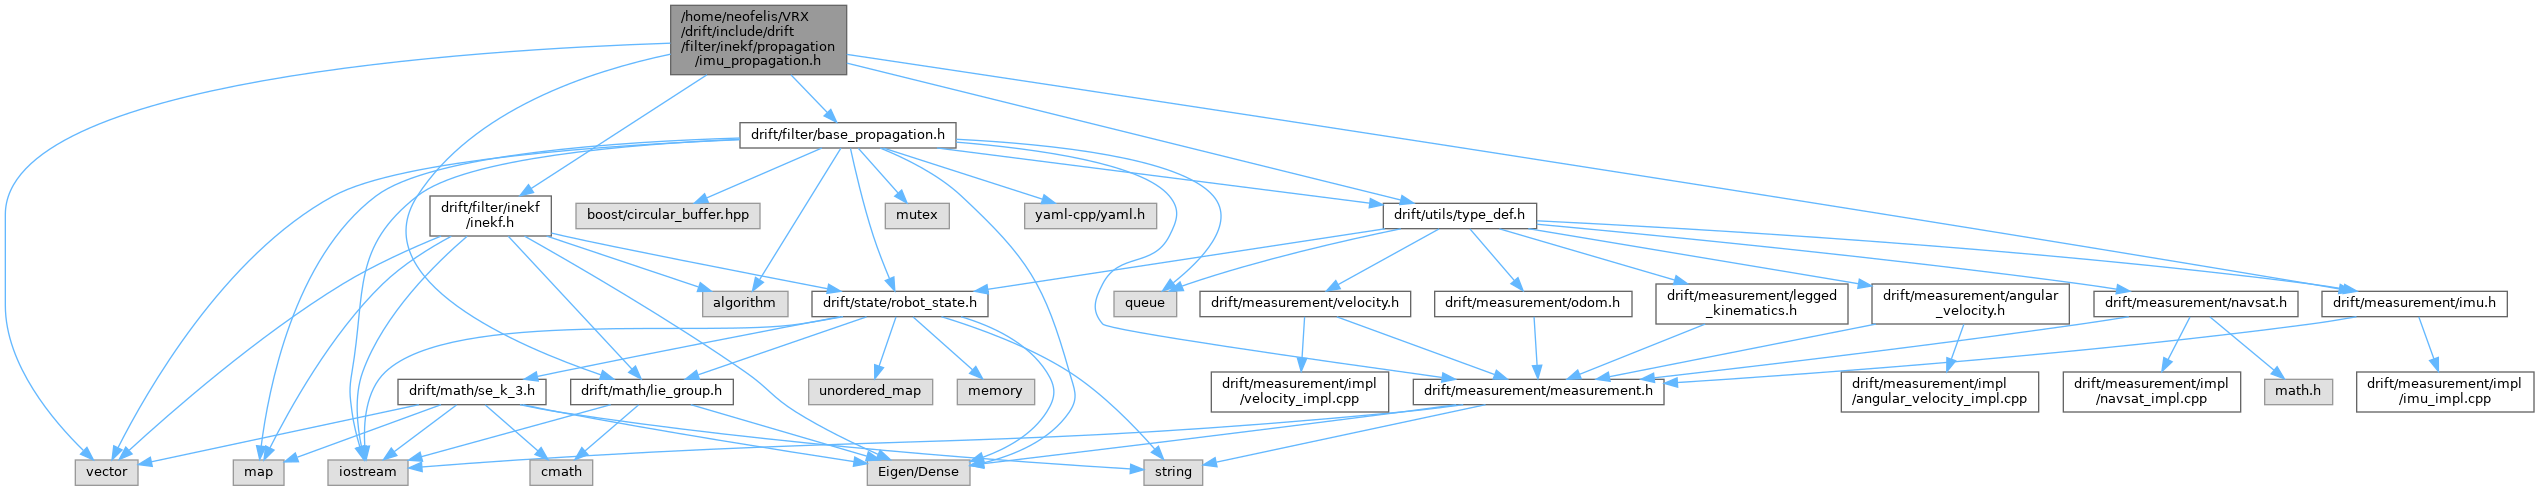 /home/neofelis/VRX
/drift/include/drift
/filter/inekf/propagation
/imu_propagation.h
drift/filter/base_propagation.h
drift/filter/inekf
/inekf.h
boost/circular_buffer.hpp
mutex
yaml-cpp/yaml.h
drift/utils/type_def.h
algorithm
drift/state/robot_state.h
queue
drift/measurement/velocity.h
drift/measurement/odom.h
drift/measurement/legged
_kinematics.h
drift/measurement/angular
_velocity.h
drift/measurement/navsat.h
drift/measurement/imu.h
drift/math/se_k_3.h
drift/math/lie_group.h
unordered_map
memory
drift/measurement/impl
/velocity_impl.cpp
drift/measurement/measurement.h
drift/measurement/impl
/angular_velocity_impl.cpp
drift/measurement/impl
/navsat_impl.cpp
math.h
drift/measurement/impl
/imu_impl.cpp
vector
map
iostream
cmath
Eigen/Dense
string